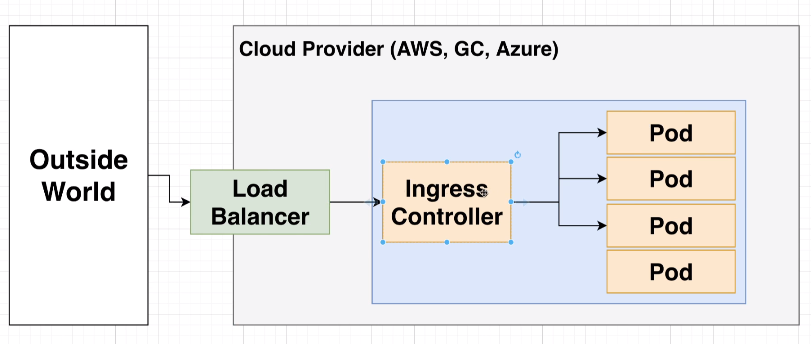 Cloud Provider (AWS, GC, Azure)
Outside
World
Load
Balancer
Ingress
Controller
Pod
Pod
Pod
Pod